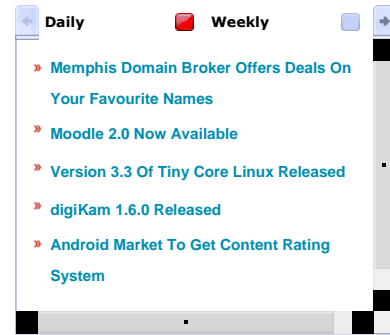 Daily Weekly
Memphis Domain Broker Offers Deals On
Your Favourite Names
Moodle 2.0 Now Available
Version 3.3 Of Tiny Core Linux Released
digiKam 1.6.0 Released
Android Market To Get Content Rating
System